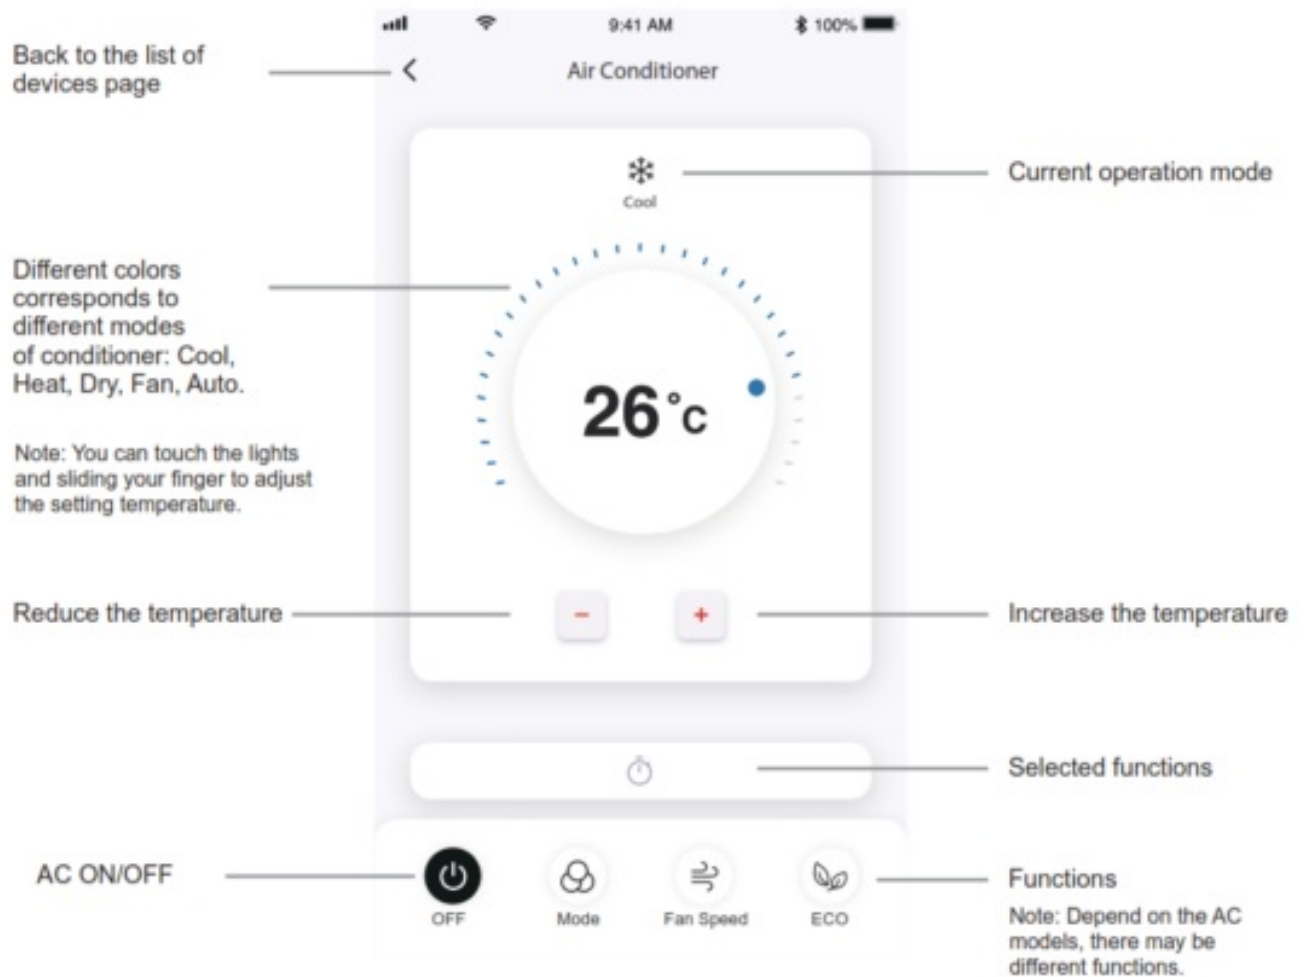 9:41 AM
100%
Back to the list of
devices page
Air Conditioner
Cool
Current operation mode
Different colors
corresponds to
different modes
of conditioner: Cool,
Heat, Dry, Fan, Auto.
26°c
Note: You can touch the lights
and sliding your finger to adjust
the setting temperature.
Reduce the temperature
-
+
Increase the temperature
Selected functions
AC ON/OFF
OFF
Mode
Fan Speed
ECO
Functions
Note: Depend on the AC
models, there may be
different functions.